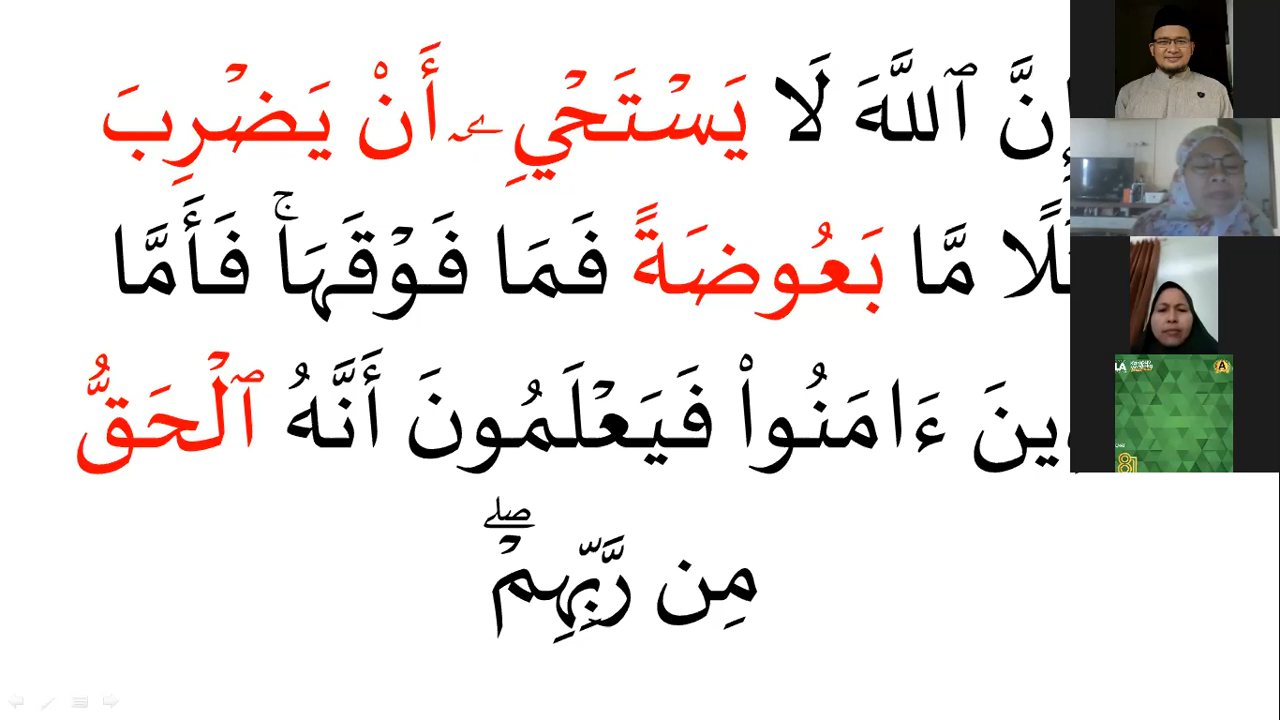 إِنَّ ٱللَّهَ لَا يَسْتَحْيِۦ أَنْ يَضْرِبَ
مَّا بَعُوضَةً فَمَا فَوْقَهَاۚ فَأَمَّا
ءَامَنُوا۟ فَيَعْلَمُونَ أَنَّهُ ٱلْحَقُّ
مِن رَّبِّهِمْۖ